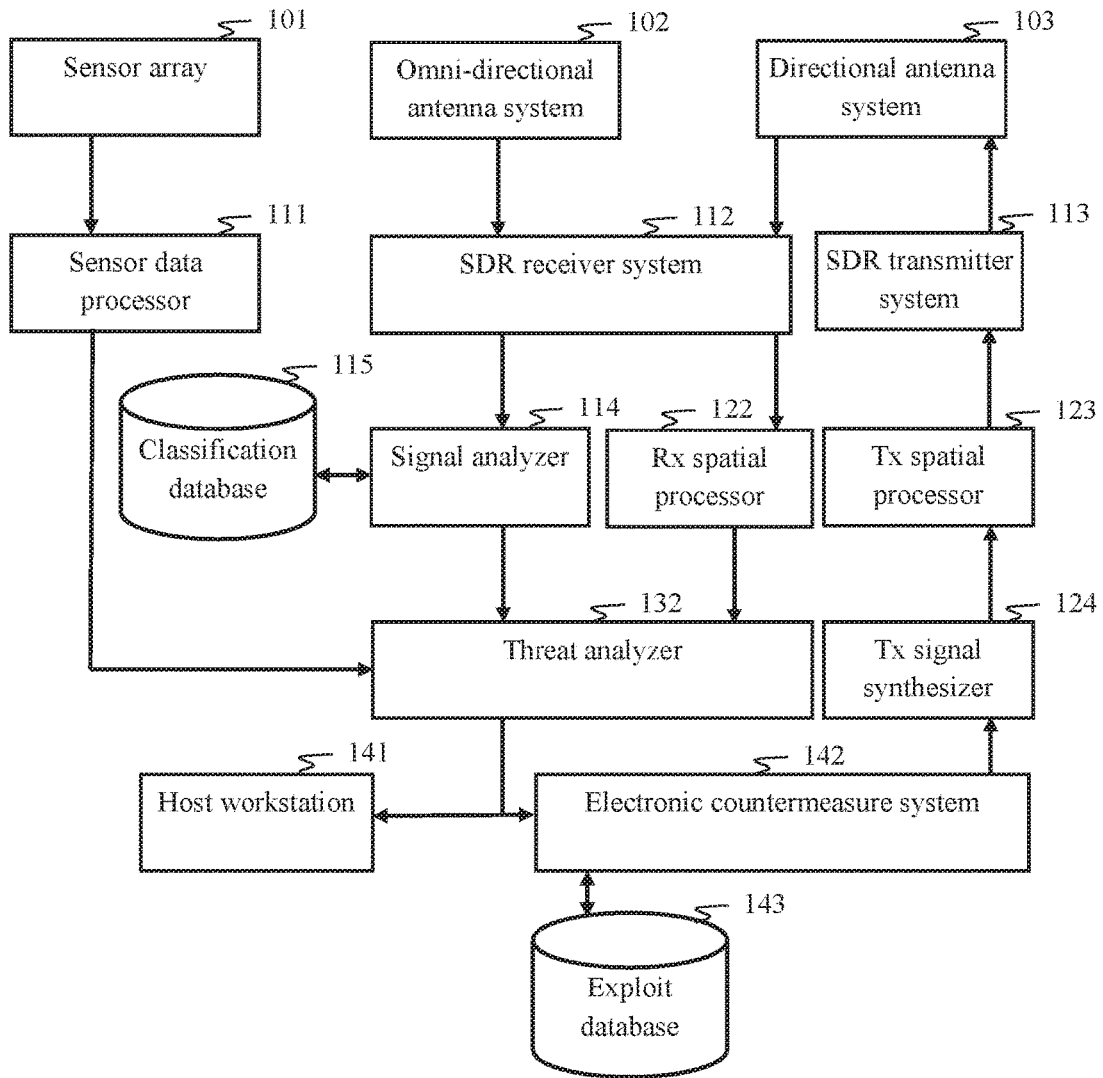 101
Sensor array
102
Omni-directional
antenna system
103
Directional antenna
system
111
Sensor data
processor
112
SDR receiver system
113
SDR transmitter
system
115
Classification
database
114
Signal analyzer
122
Rx spatial
processor
123
Tx spatial
processor
132
Threat analyzer
124
Tx signal
synthesizer
141
Host workstation
142
Electronic countermeasure system
143
Exploit
database